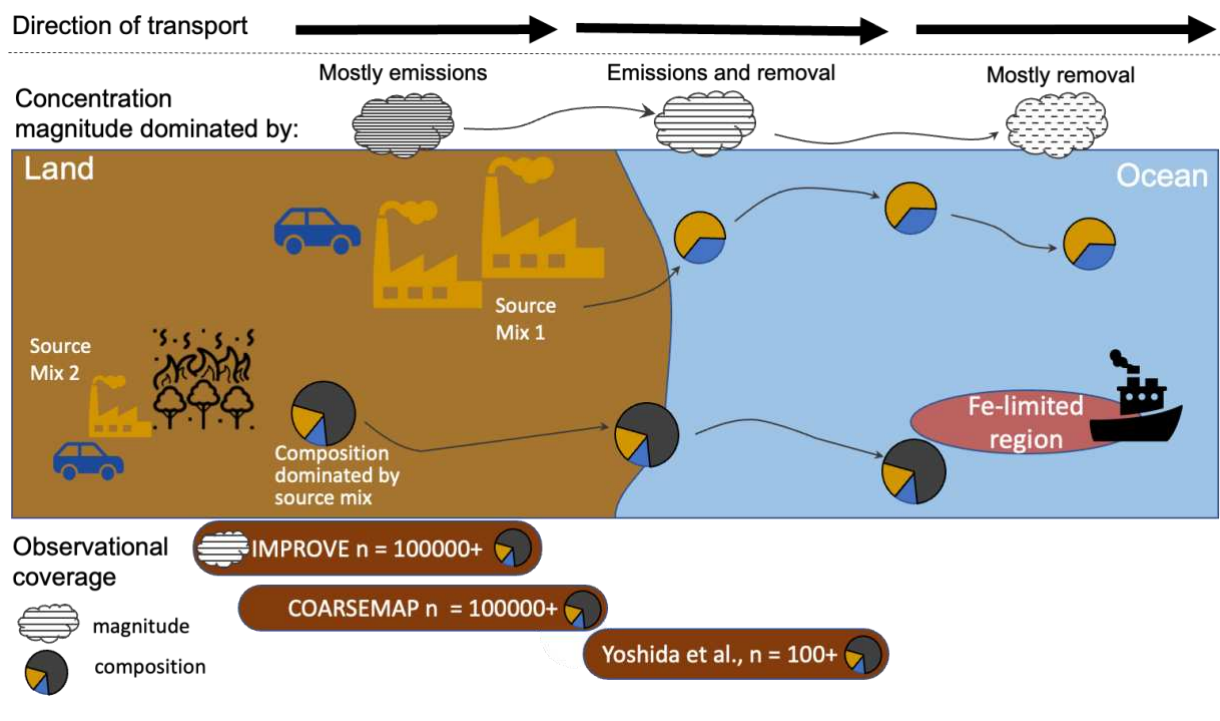 Direction of transport
Mostly emissions
Emissions and removal
Mostly removal
Concentration
magnitude dominated by:
Land
Ocean
Source
Mix 1
Source
Mix 2
Composition
dominated by
source mix
Fe-limited
region
Observational
coverage
IMPROVE n = 100000+
COARSEMAP n = 100000+
Yoshida et al., n = 100+
magnitude
composition